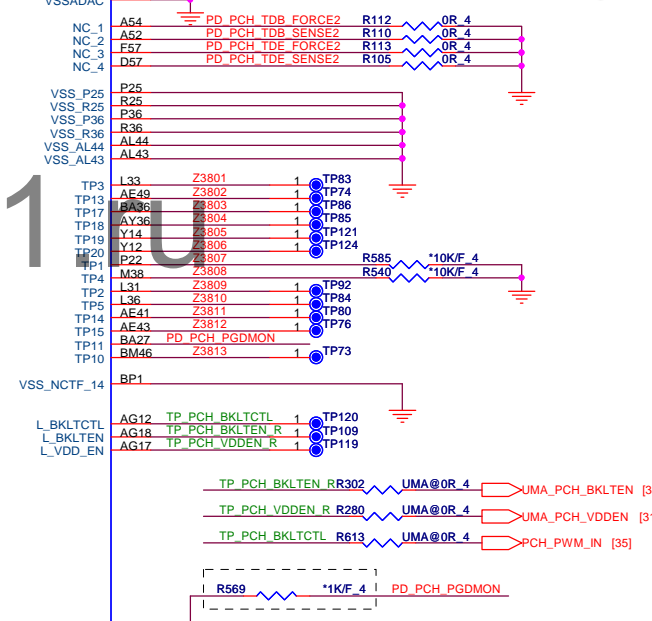 VSSADAC
NC_1 A54 PD_PCH_TDB_FORCE2 R112 0R_4
NC_2 A52 PD_PCH_TDB_SENSE2 R110 0R_4
NC_3 F57 PD_PCH_TDE_FORCE2 R113 0R_4
NC_4 D57 PD_PCH_TDE_SENSE2 R105 0R_4
VSS_P25 P25
VSS_R25 R25
VSS_P36 P36
VSS_R36 R36
VSS_AL44 AL44
VSS_AL43 AL43
1.ru
TP3 L33 Z3801 1 TP83
TP13 AE49 Z3802 1 TP74
TP17 BA36 Z3803 1 TP86
TP18 AY36 Z3804 1 TP85
TP19 Y14 Z3805 1 TP121
TP20 Y12 Z3806 1 TP124
TP1 P22 Z3807 R585 *10K/F_4
TP4 M38 Z3808 R540 *10K/F_4
TP2 L31 Z3809 1 TP92
TP5 L36 Z3810 1 TP84
TP14 AE41 Z3811 1 TP80
TP15 AE43 Z3812 1 TP76
TP11 BA27 PD_PCH_PGDMON
TP10 BM46 Z3813 1 TP73
VSS_NCTF_14 BP1
L_BKLTCTL AG12 TP_PCH_BKLTCTL 1 TP120
L_BKLTEN AG18 TP_PCH_BKLTEN_R 1 TP109
L_VDD_EN AG17 TP_PCH_VDDEN_R 1 TP119
TP_PCH_BKLTEN_R R302 UMA@0R_4 UMA_PCH_BKLTEN [3
TP_PCH_VDDEN_R R280 UMA@0R_4 UMA_PCH_VDDEN
TP_PCH_BKLTCTL R613 UMA@0R_4 PCH_PWM_IN [35]
R569 *1K/F_4 PD_PCH_PGDMON